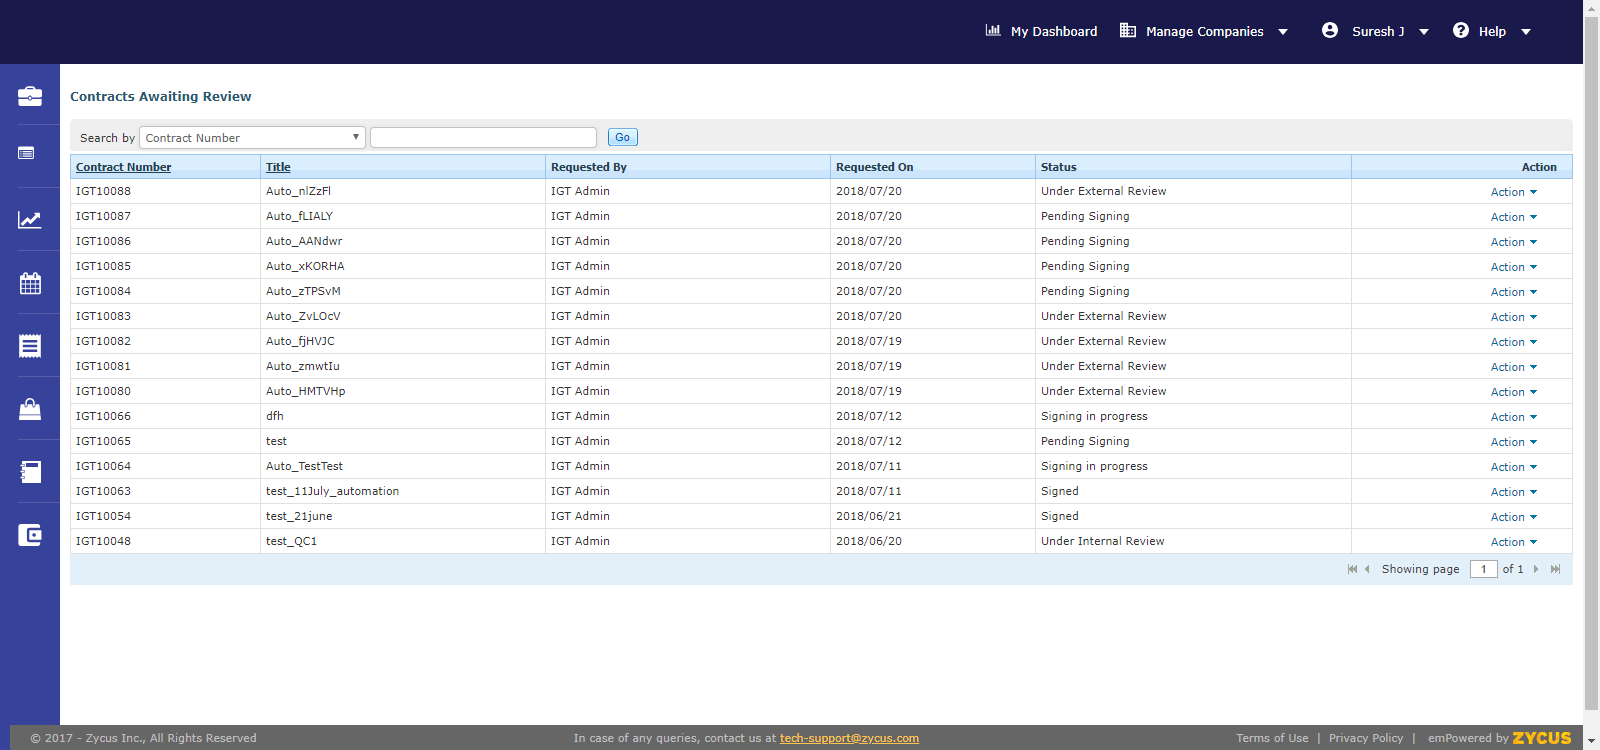 My Dashboard Manage Companies Suresh J Help
Contracts Awaiting Review
Search by Contract Number Go
Contract Number Title Requested By Requested On Status Action
IGT10088 Auto_nlZzFl IGT Admin 2018/07/20 Under External Review Action
IGT10087 Auto_fLIALY IGT Admin 2018/07/20 Pending Signing Action
IGT10086 Auto_AANdwr IGT Admin 2018/07/20 Pending Signing Action
IGT10085 Auto_xKORHA IGT Admin 2018/07/20 Pending Signing Action
IGT10084 Auto_zTPSvM IGT Admin 2018/07/20 Pending Signing Action
IGT10083 Auto_ZvLOcV IGT Admin 2018/07/20 Under External Review Action
IGT10082 Auto_fjHVJC IGT Admin 2018/07/19 Under External Review Action
IGT10081 Auto_zmwtIu IGT Admin 2018/07/19 Under External Review Action
IGT10080 Auto_HMTVHp IGT Admin 2018/07/19 Under External Review Action
IGT10066 dfh IGT Admin 2018/07/12 Signing in progress Action
IGT10065 test IGT Admin 2018/07/12 Pending Signing Action
IGT10064 Auto_TestTest IGT Admin 2018/07/11 Signing in progress Action
IGT10063 test_11July_automation IGT Admin 2018/07/11 Signed Action
IGT10054 test_21june IGT Admin 2018/06/21 Signed Action
IGT10048 test_QC1 IGT Admin 2018/06/20 Under Internal Review Action
Showing page 1 of 1
© 2017 - Zycus Inc., All Rights Reserved In case of any queries, contact us at tech-support@zycus.com Terms of Use | Privacy Policy | emPowered by ZYCUS